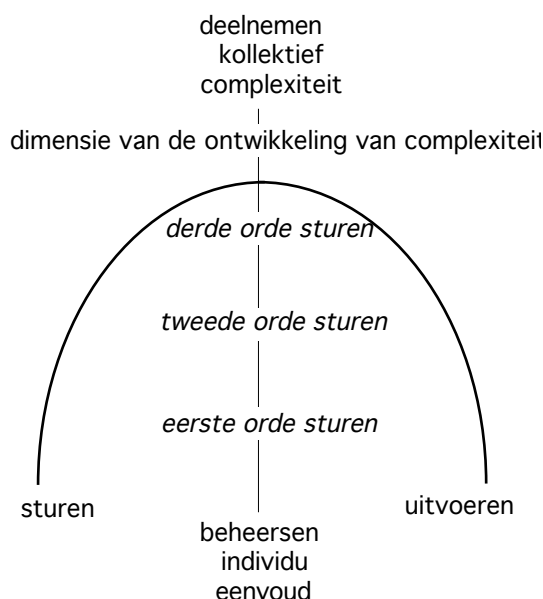 deelnemen
kollektief
complexiteit
dimensie van de ontwikkeling van complexiteit
derde orde sturen
tweede orde sturen
eerste orde sturen
sturen
uitvoeren
beheersen
individu
eenvoud